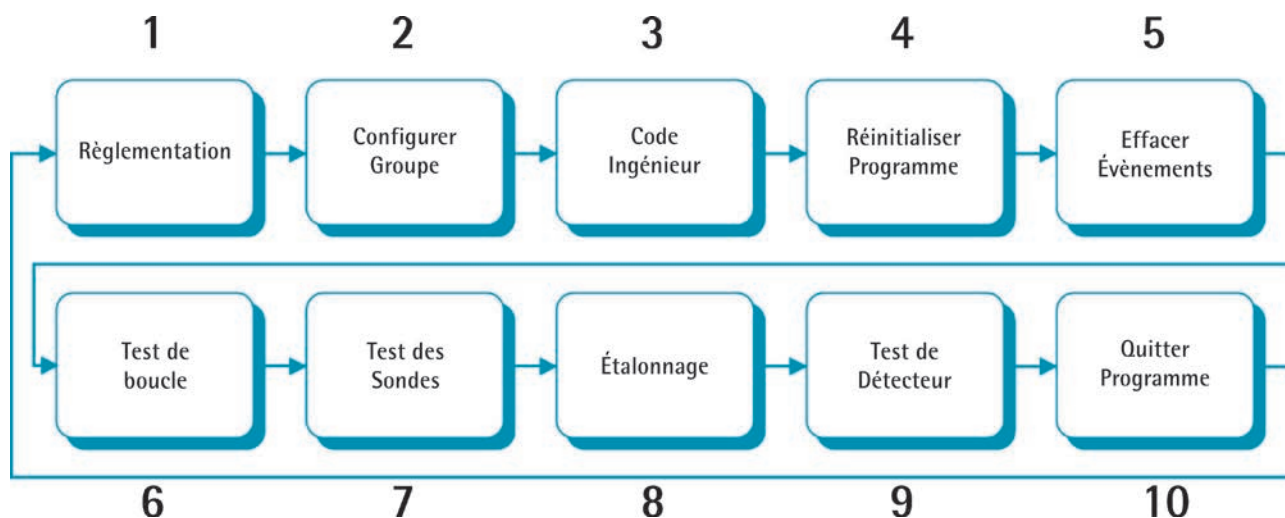 1 2 3 4 5
Règlementation
Configurer
Groupe
Code
Ingénieur
Réinitialiser
Programme
Effacer
Évènements
Test de
boucle
Test des
Sondes
Étalonnage
Test de
Détecteur
Quitter
Programme
6 7 8 9 10